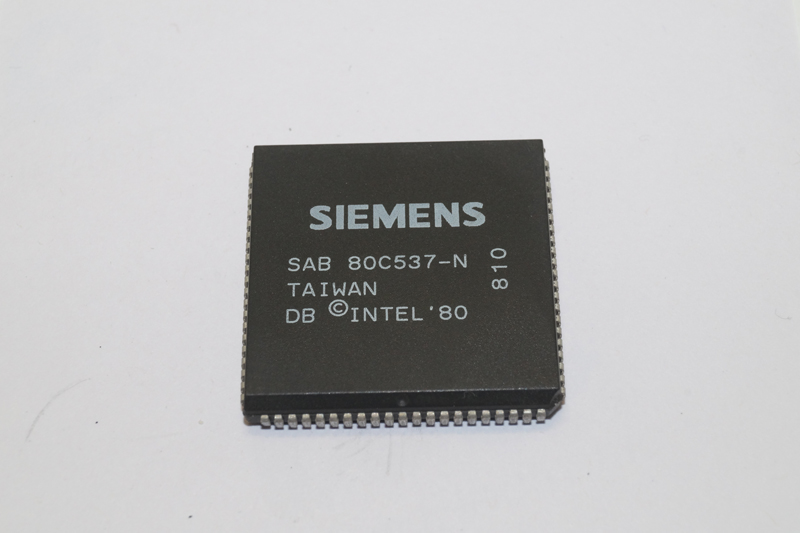 SIEMENS
SAB 80C537-N
TAIWAN
DB ©INTEL'80
810